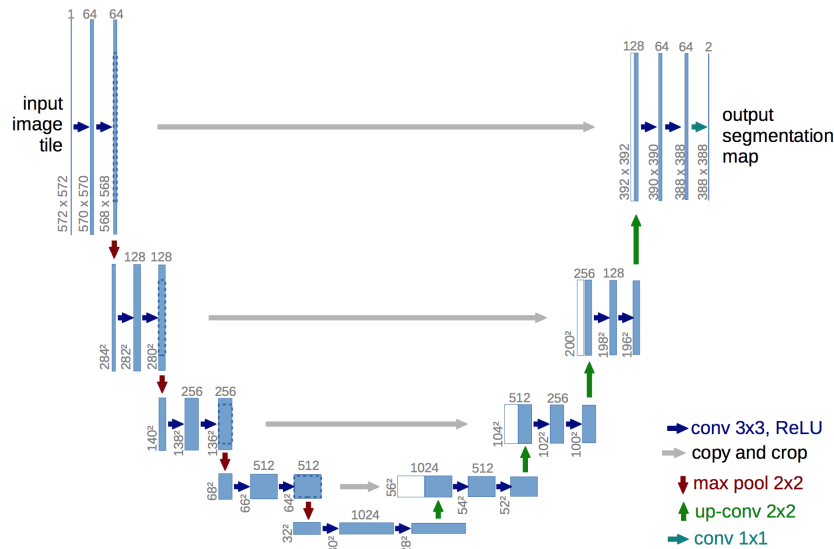 1 64 64
input
image
tile
572 x 572
570 x 570
568 x 568
128 64 64 2
output
segmentation
map
392 x 392
390 x 390
388 x 388
388 x 388
128 128
284²
282²
280²
256 128
200²
198²
196²
256 256
140²
138²
136²
512 256
104²
102²
100²
512 512
68²
66²
64²
1024 512
56²
54²
52²
1024
32²
conv 3x3, ReLU
copy and crop
max pool 2x2
up-conv 2x2
conv 1x1